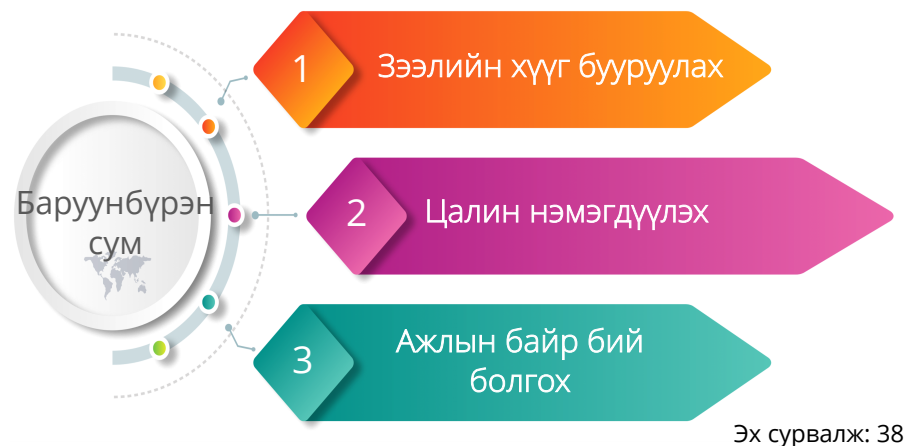 Баруунбүрэн
сум
1
Зээлийн хүүг бууруулах
2
Цалин нэмэгдүүлэх
3
Ажлын байр бий
болгох
Эх сурвалж: 38